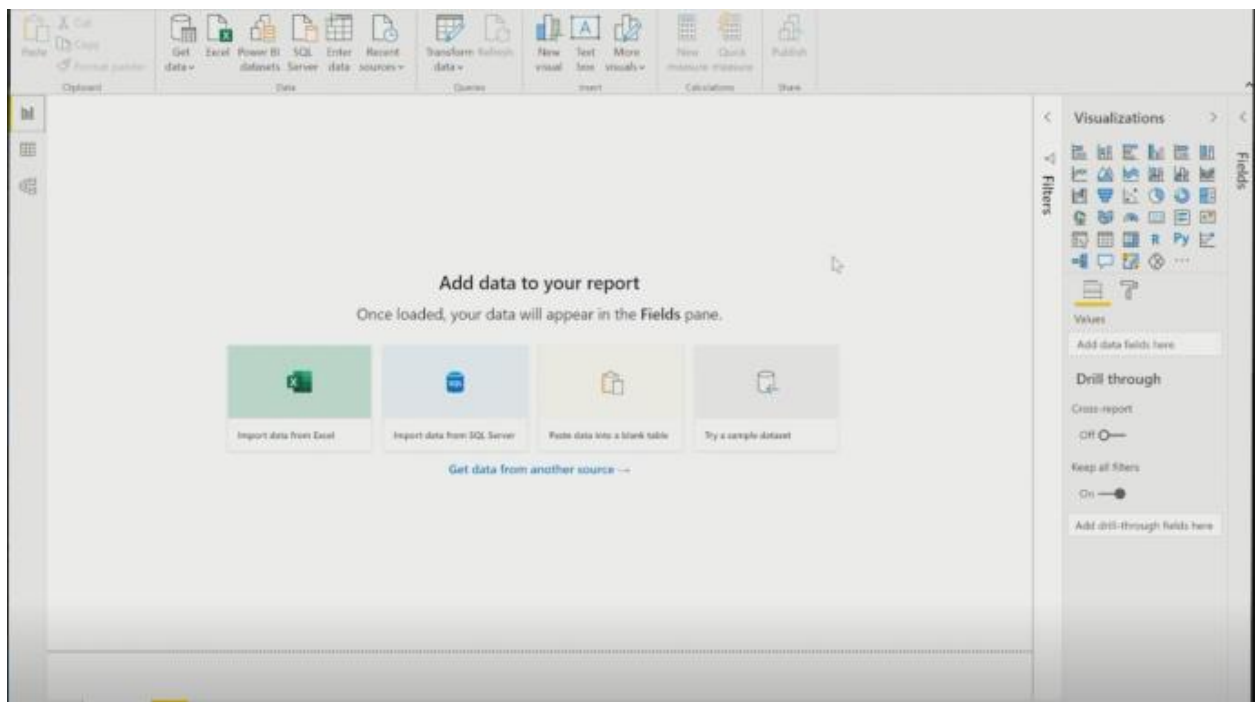 Paste
Cut
Copy
Format painter
Clipboard
Get data
Excel
Power BI datasets
SQL Server
Enter data
Recent sources
Data
Transform data
Refresh
Queries
New visual
Text box
More visuals
Insert
New measure
Quick measure
Calculations
Publish
Share
Filters
Visualizations
Fields
R
Py
Values
Add data fields here
Drill through
Cross-report
Off
Keep all filters
On
Add drill-through fields here
Add data to your report
Once loaded, your data will appear in the Fields pane.
Import data from Excel
Import data from SQL Server
Paste data into a blank table
Try a sample dataset
Get data from another source →